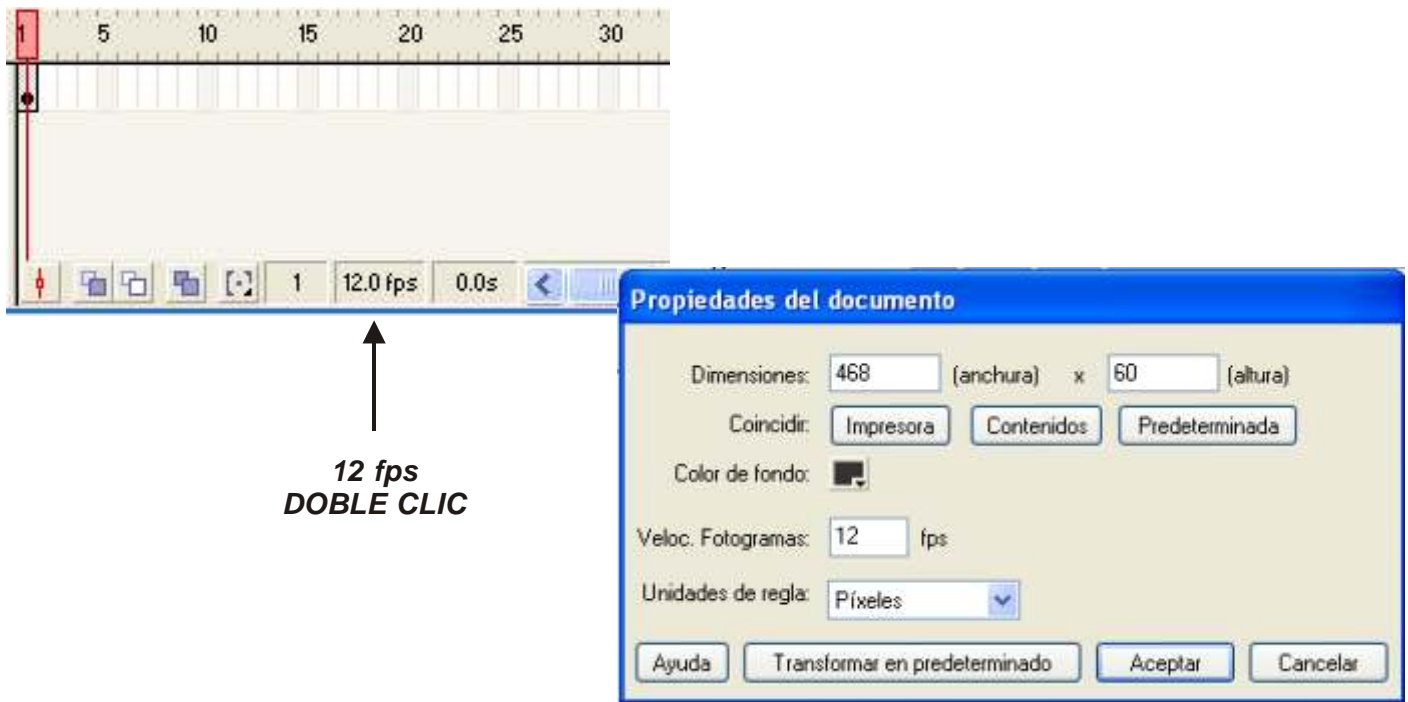 1 5 10 15 20 25 30
1 12.0 fps 0.0s
12 fps
DOBLE CLIC
Propiedades del documento
Dimensiones: 468 (anchura) x 60 (altura)
Coincidir: Impresora Contenidos Predeterminada
Color de fondo:
Veloc. Fotogramas: 12 fps
Unidades de regla: Píxeles
Ayuda Transformar en predeterminado Aceptar Cancelar